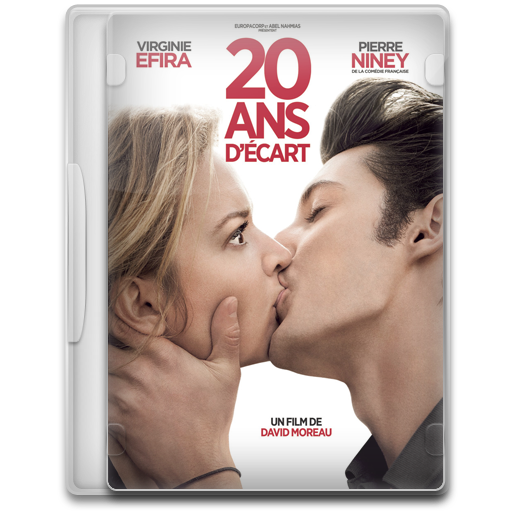 EUROPACORP ET ABEL NAHMIAS
PRÉSENTENT
VIRGINIE
EFIRA
PIERRE
NINEY
DE LA COMÉDIE FRANÇAISE
20
ANS
D'ÉCART
UN FILM DE
DAVID MOREAU